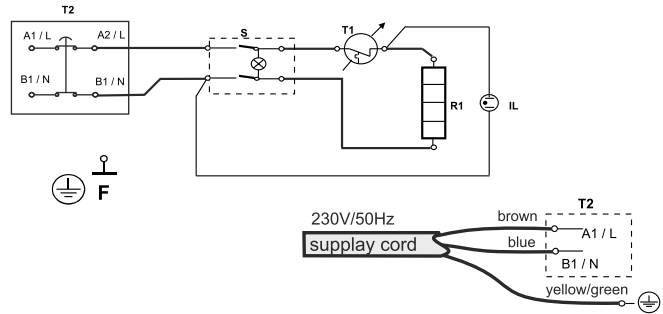 T2
A1 / L
A2 / L
B1 / N
B1 / N
S
T1
R1
IL
F
230V/50Hz
supplay cord
brown
blue
yellow/green
T2
A1 / L
B1 / N